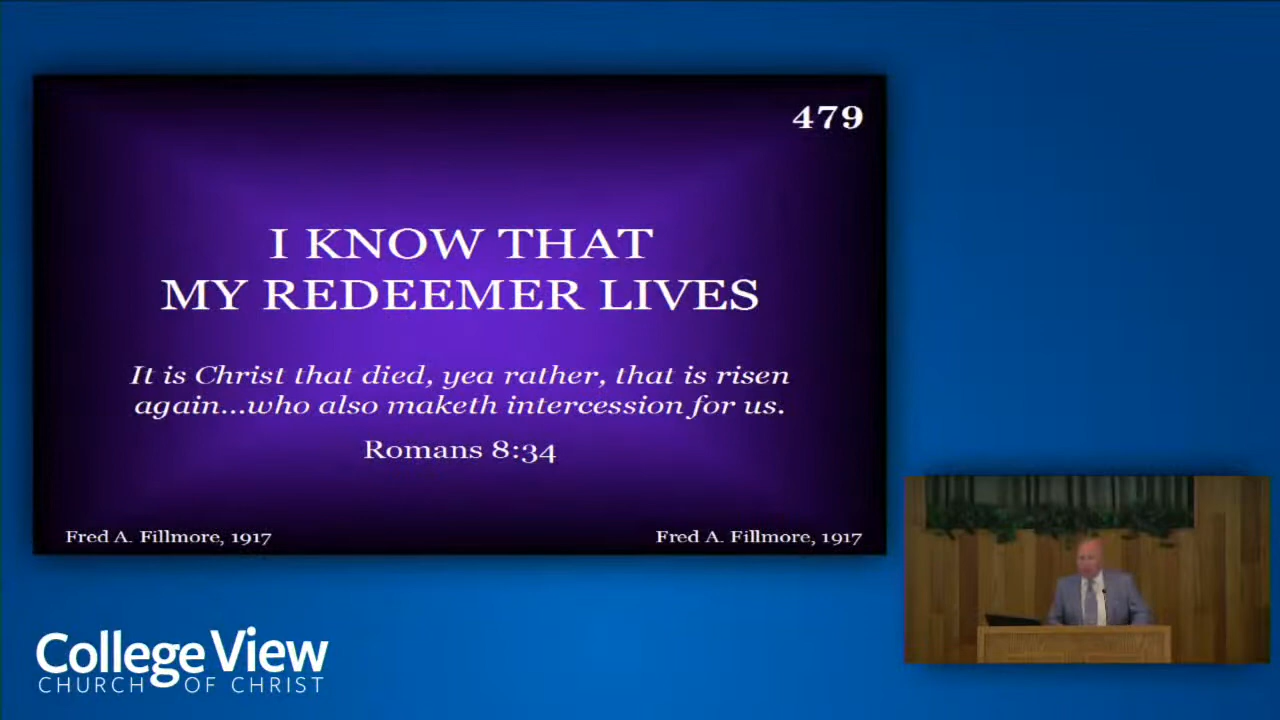 479
I KNOW THAT
MY REDEEMER LIVES
It is Christ that died, yea rather, that is risen
again...who also maketh intercession for us.
Romans 8:34
Fred A. Fillmore, 1917
Fred A. Fillmore, 1917
College View
CHURCH OF CHRIST